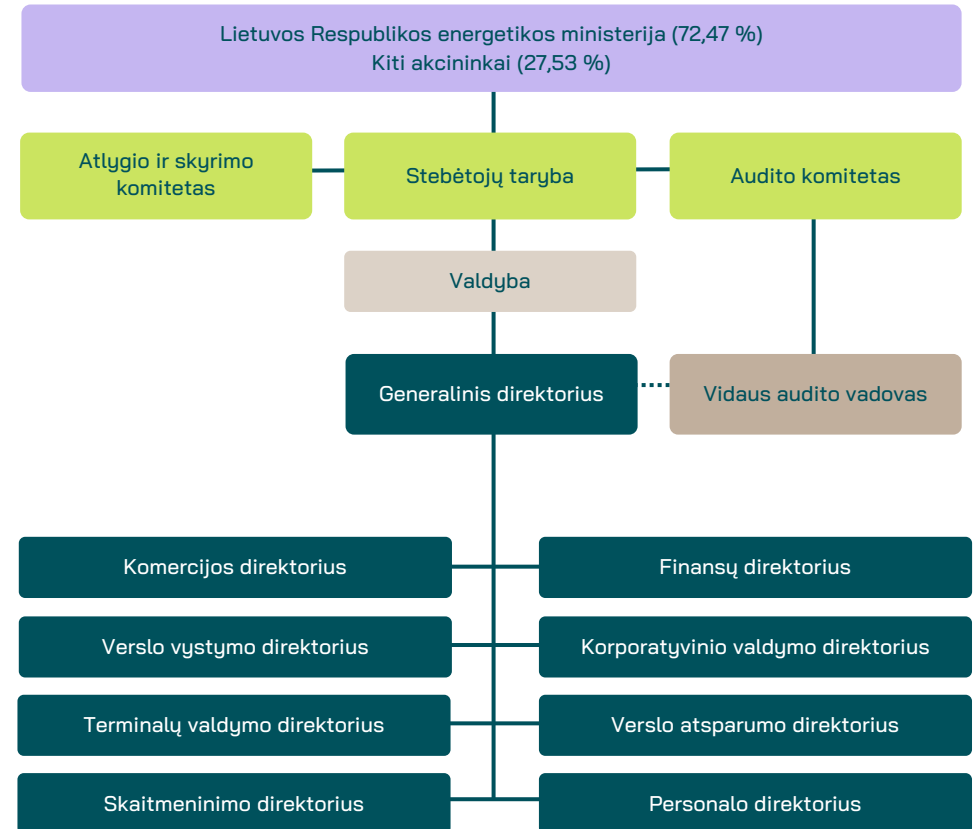 Lietuvos Respublikos energetikos ministerija (72,47 %)
Kiti akcininkai (27,53 %)
Atlygio ir skyrimo
komitetas
Stebėtojų taryba
Audito komitetas
Valdyba
Generalinis direktorius
Vidaus audito vadovas
Komercijos direktorius
Finansų direktorius
Verslo vystymo direktorius
Korporatyvinio valdymo direktorius
Terminalų valdymo direktorius
Verslo atsparumo direktorius
Skaitmeninimo direktorius
Personalo direktorius